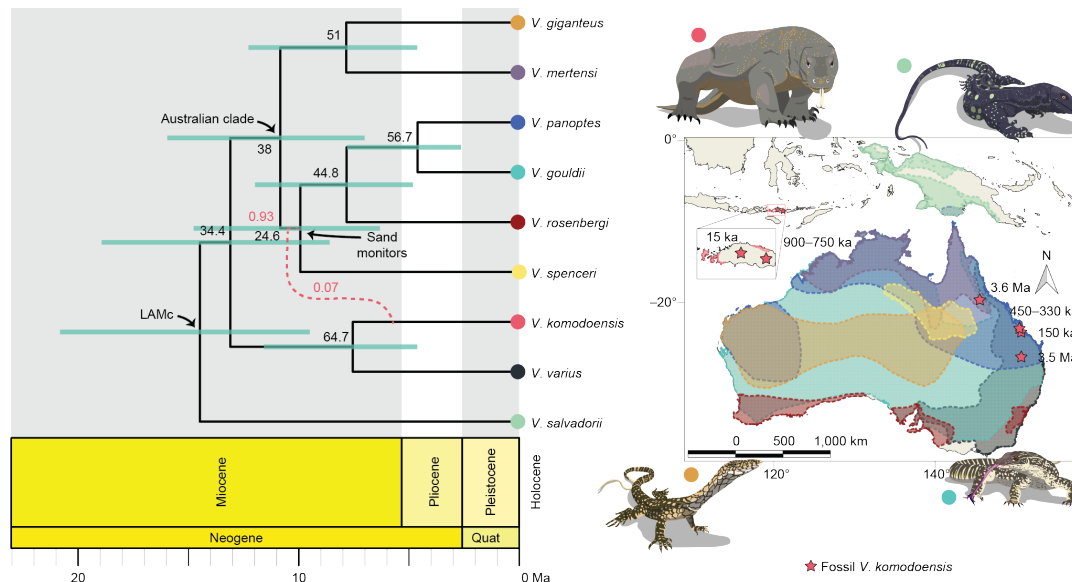 V. giganteus
51
V. mertensi
Australian clade
38
V. panoptes
56.7
V. gouldii
44.8
V. rosenbergi
0.93
34.4
24.6
Sand
monitors
V. spenceri
0.07
LAMc
V. komodoensis
64.7
V. varius
V. salvadorii
Miocene
Pliocene
Pleistocene
Holocene
Neogene
Quat
20
10
0 Ma
0°
15 ka
900–750 ka
N
–20°
3.6 Ma
450–330 ka
150 ka
3.5 Ma
0
500
1,000 km
120°
140°
Fossil V. komodoensis